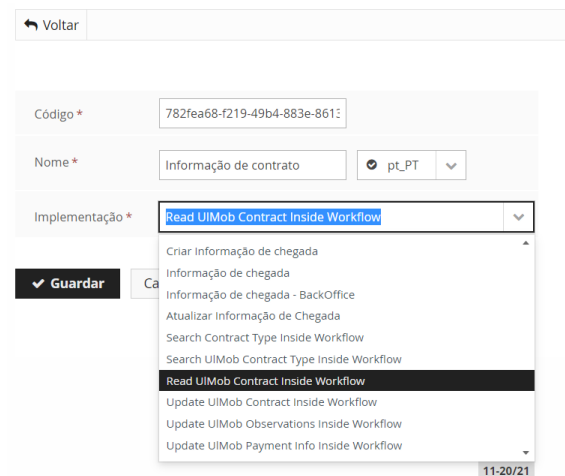 Voltar
Código *
782fea68-f219-49b4-883e-8613
Nome *
Informação de contrato
pt_PT
Implementação *
Read UlMob Contract Inside Workflow
Criar Informação de chegada
Informação de chegada
Informação de chegada - BackOffice
Atualizar Informação de Chegada
Search Contract Type Inside Workflow
Search UlMob Contract Type Inside Workflow
Read UlMob Contract Inside Workflow
Update UlMob Contract Inside Workflow
Update UlMob Observations Inside Workflow
Update UlMob Payment Info Inside Workflow
Guardar
Ca
11-20/21